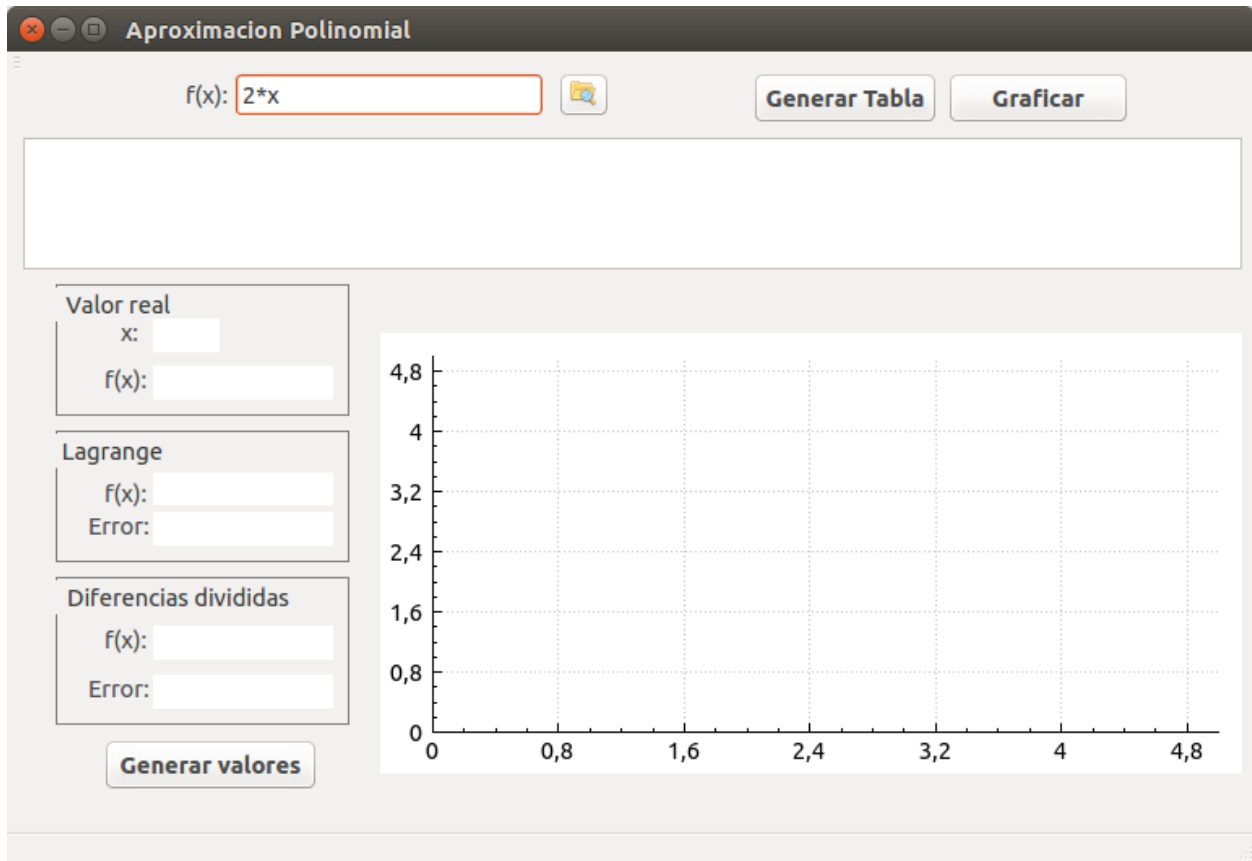 Aproximacion Polinomial
f(x): 2*x
Generar Tabla
Graficar
Valor real
x:
f(x):
Lagrange
f(x):
Error:
Diferencias divididas
f(x):
Error:
Generar valores
4,8
4
3,2
2,4
1,6
0,8
0
0 0,8 1,6 2,4 3,2 4 4,8